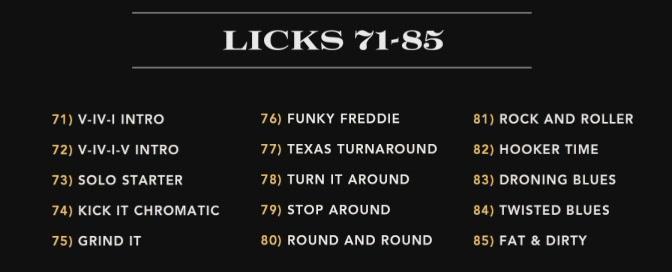 LICKS 71-85
71) V-IV-I INTRO
72) V-IV-I-V INTRO
73) SOLO STARTER
74) KICK IT CHROMATIC
75) GRIND IT
76) FUNKY FREDDIE
77) TEXAS TURNAROUND
78) TURN IT AROUND
79) STOP AROUND
80) ROUND AND ROUND
81) ROCK AND ROLLER
82) HOOKER TIME
83) DRONING BLUES
84) TWISTED BLUES
85) FAT & DIRTY